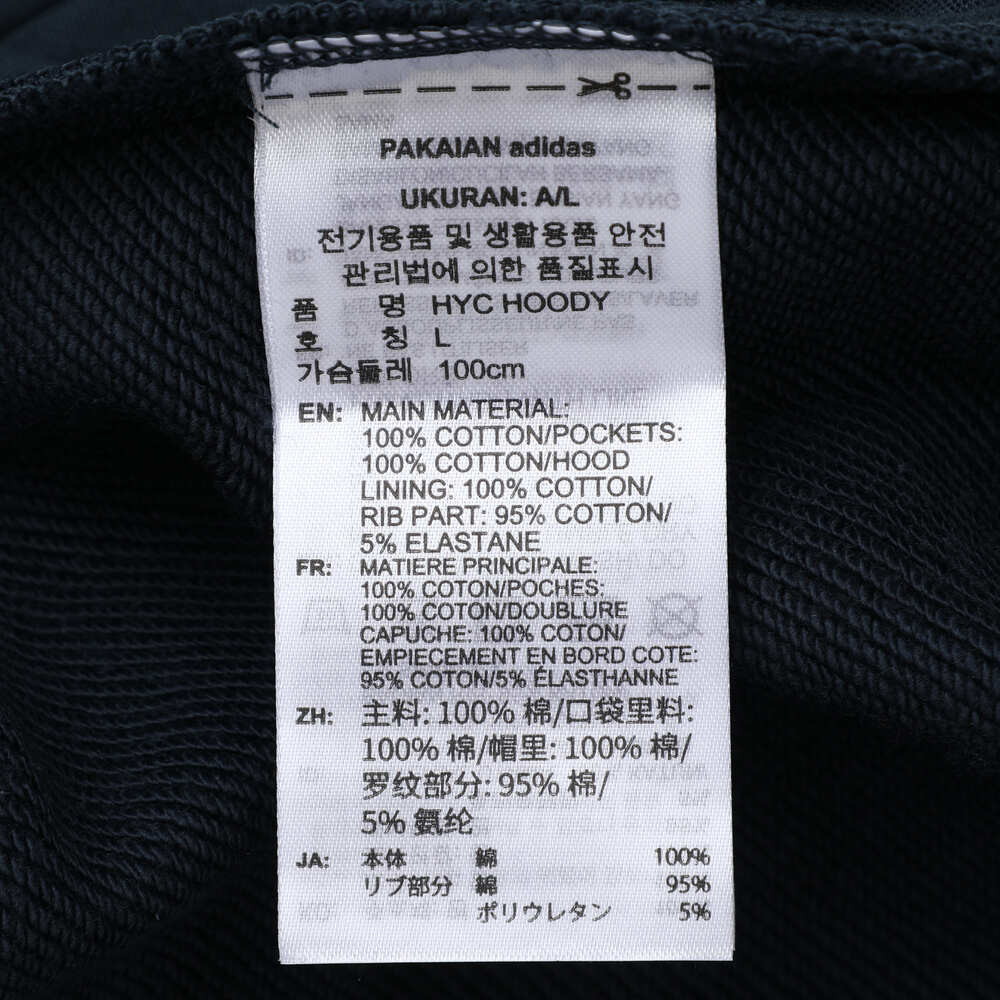 PAKAIAN adidas
UKURAN: A/L
전기용품 및 생활용품 안전
관리법에 의한 품질표시
품 명 HYC HOODY
호 칭 L
가슴둘레 100cm
EN: MAIN MATERIAL:
100% COTTON/POCKETS:
100% COTTON/HOOD
LINING: 100% COTTON/
RIB PART: 95% COTTON/
5% ELASTANE
FR: MATIERE PRINCIPALE:
100% COTON/POCHES:
100% COTON/DOUBLURE
CAPUCHE: 100% COTON/
EMPIECEMENT EN BORD COTE:
95% COTON/5% ÉLASTHANNE
ZH: 主料: 100% 棉/口袋里料:
100% 棉/帽里: 100% 棉/
罗纹部分: 95% 棉/
5% 氨纶
JA: 本体 綿 100%
リブ部分 綿 95%
ポリウレタン 5%